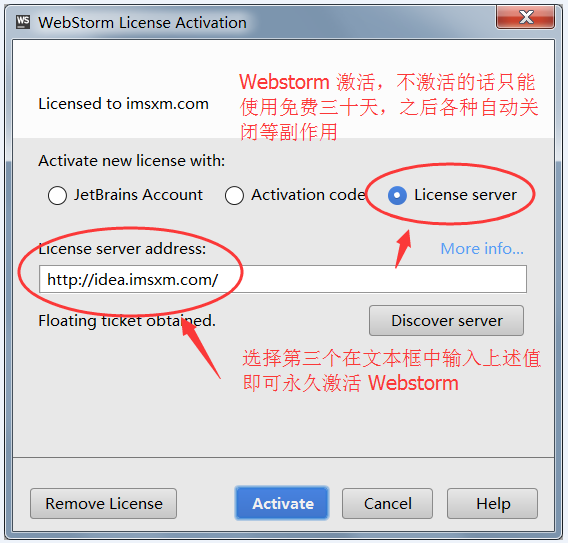 WS WebStorm License Activation
Webstorm 激活，不激活的话只能
使用免费三十天，之后各种自动关
闭等副作用
Licensed to imsxm.com
Activate new license with:
JetBrains Account Activation code License server
License server address: More info...
http://idea.imsxm.com/
Floating ticket obtained. Discover server
选择第三个在文本框中输入上述值
即可永久激活 Webstorm
Remove License Activate Cancel Help